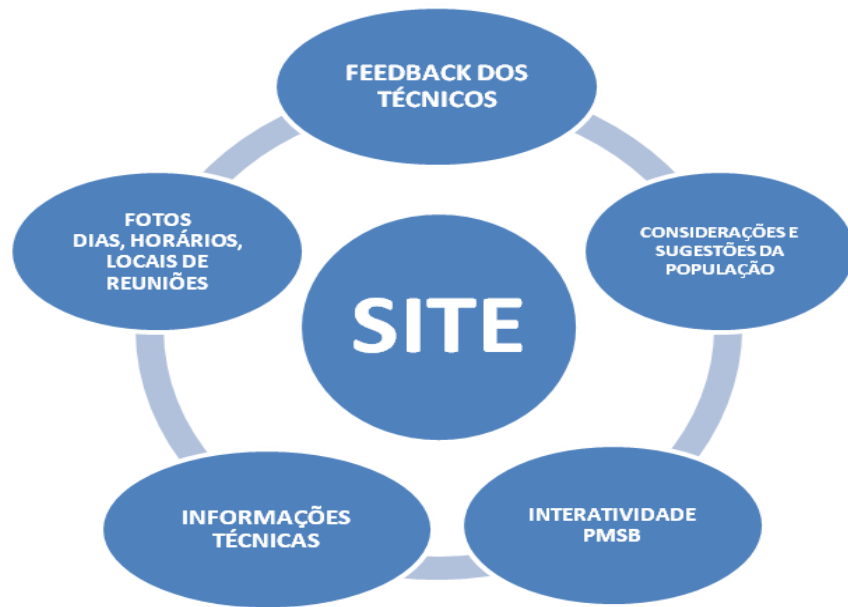 FEEDBACK DOS
TÉCNICOS
FOTOS
DIAS, HORÁRIOS,
LOCAIS DE
REUNIÕES
CONSIDERAÇÕES E
SUGESTÕES DA
POPULAÇÃO
SITE
INFORMAÇÕES
TÉCNICAS
INTERATIVIDADE
PMSB